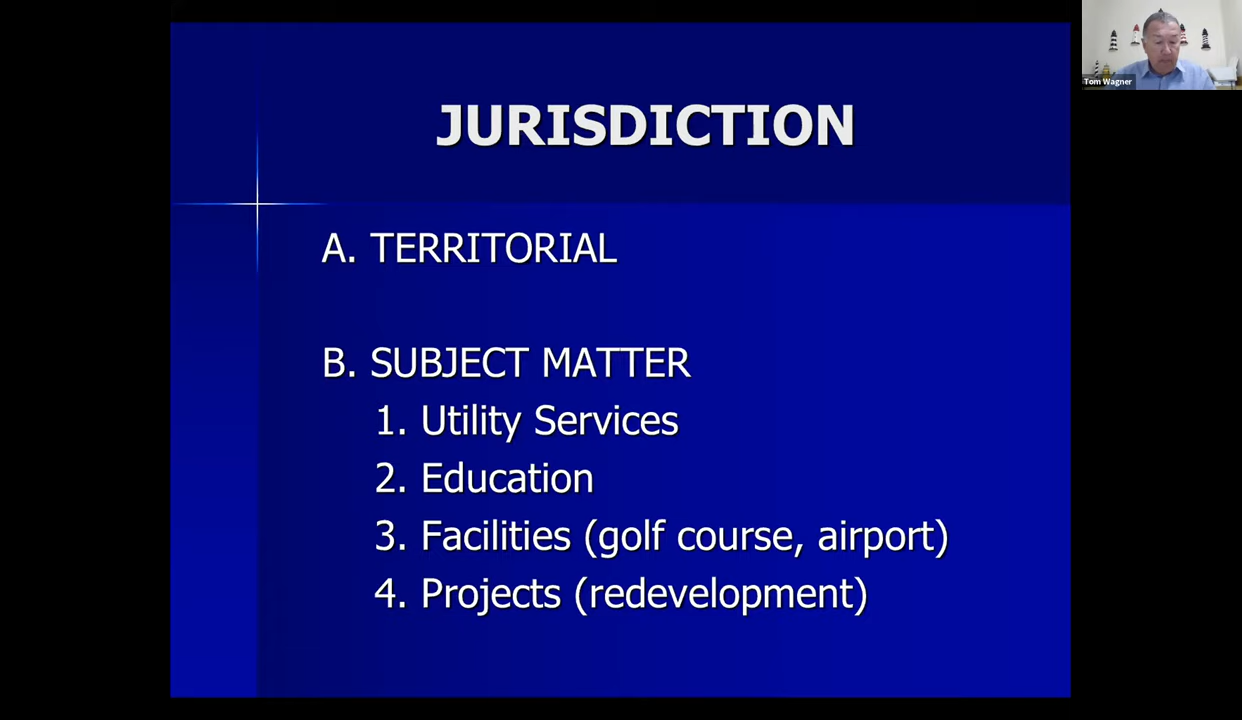 JURISDICTION
A. TERRITORIAL
B. SUBJECT MATTER
1. Utility Services
2. Education
3. Facilities (golf course, airport)
4. Projects (redevelopment)
Tom Wagner